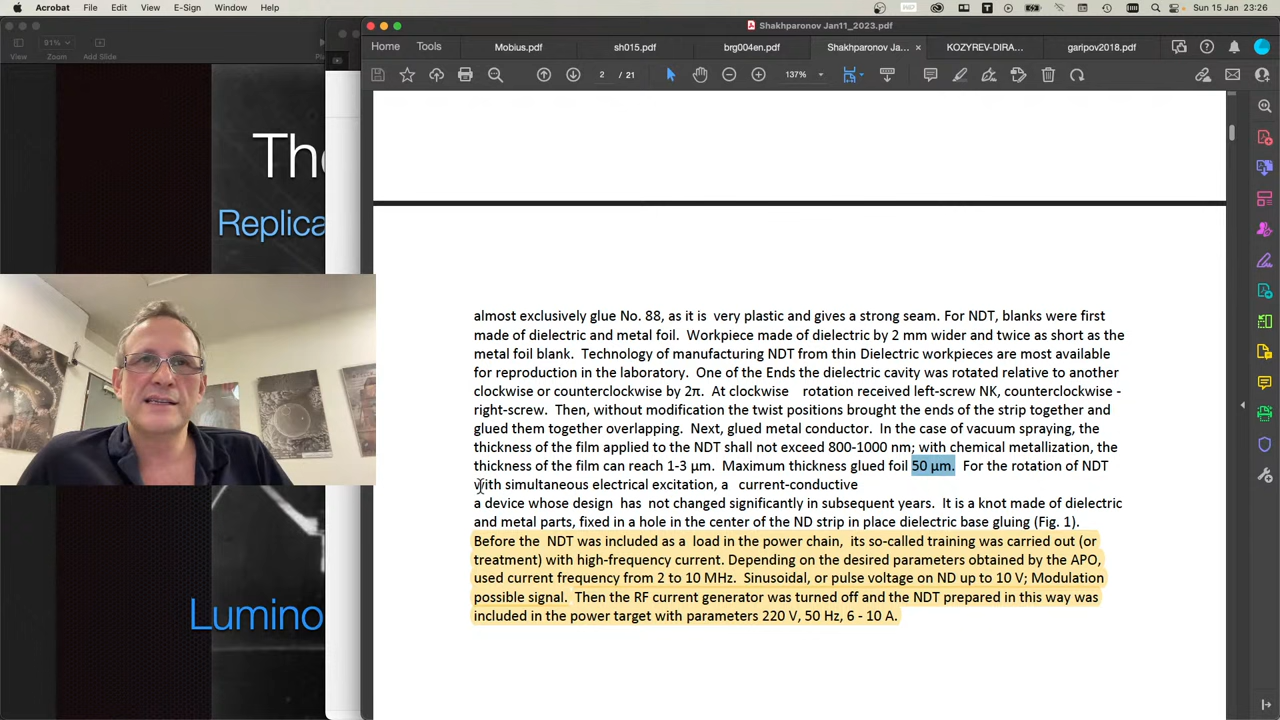 Acrobat File Edit View E-Sign Window Help
Sun 15 Jan 23:26
Shakhparonov Jan11_2023.pdf
91%
View Zoom Add Slide
Home Tools Mobius.pdf sh015.pdf brg004en.pdf Shakhparonov Ja... × KOZYREV-DIRA... garipov2018.pdf
2 / 21 137%
The
Replica
Lumino
almost exclusively glue No. 88, as it is very plastic and gives a strong seam. For NDT, blanks were first
made of dielectric and metal foil. Workpiece made of dielectric by 2 mm wider and twice as short as the
metal foil blank. Technology of manufacturing NDT from thin Dielectric workpieces are most available
for reproduction in the laboratory. One of the Ends the dielectric cavity was rotated relative to another
clockwise or counterclockwise by 2π. At clockwise rotation received left-screw NK, counterclockwise -
right-screw. Then, without modification the twist positions brought the ends of the strip together and
glued them together overlapping. Next, glued metal conductor. In the case of vacuum spraying, the
thickness of the film applied to the NDT shall not exceed 800-1000 nm; with chemical metallization, the
thickness of the film can reach 1-3 μm. Maximum thickness glued foil 50 μm. For the rotation of NDT
with simultaneous electrical excitation, a current-conductive
a device whose design has not changed significantly in subsequent years. It is a knot made of dielectric
and metal parts, fixed in a hole in the center of the ND strip in place dielectric base gluing (Fig. 1).
Before the NDT was included as a load in the power chain, its so-called training was carried out (or
treatment) with high-frequency current. Depending on the desired parameters obtained by the APO,
used current frequency from 2 to 10 MHz. Sinusoidal, or pulse voltage on ND up to 10 V; Modulation
possible signal. Then the RF current generator was turned off and the NDT prepared in this way was
included in the power target with parameters 220 V, 50 Hz, 6 - 10 A.